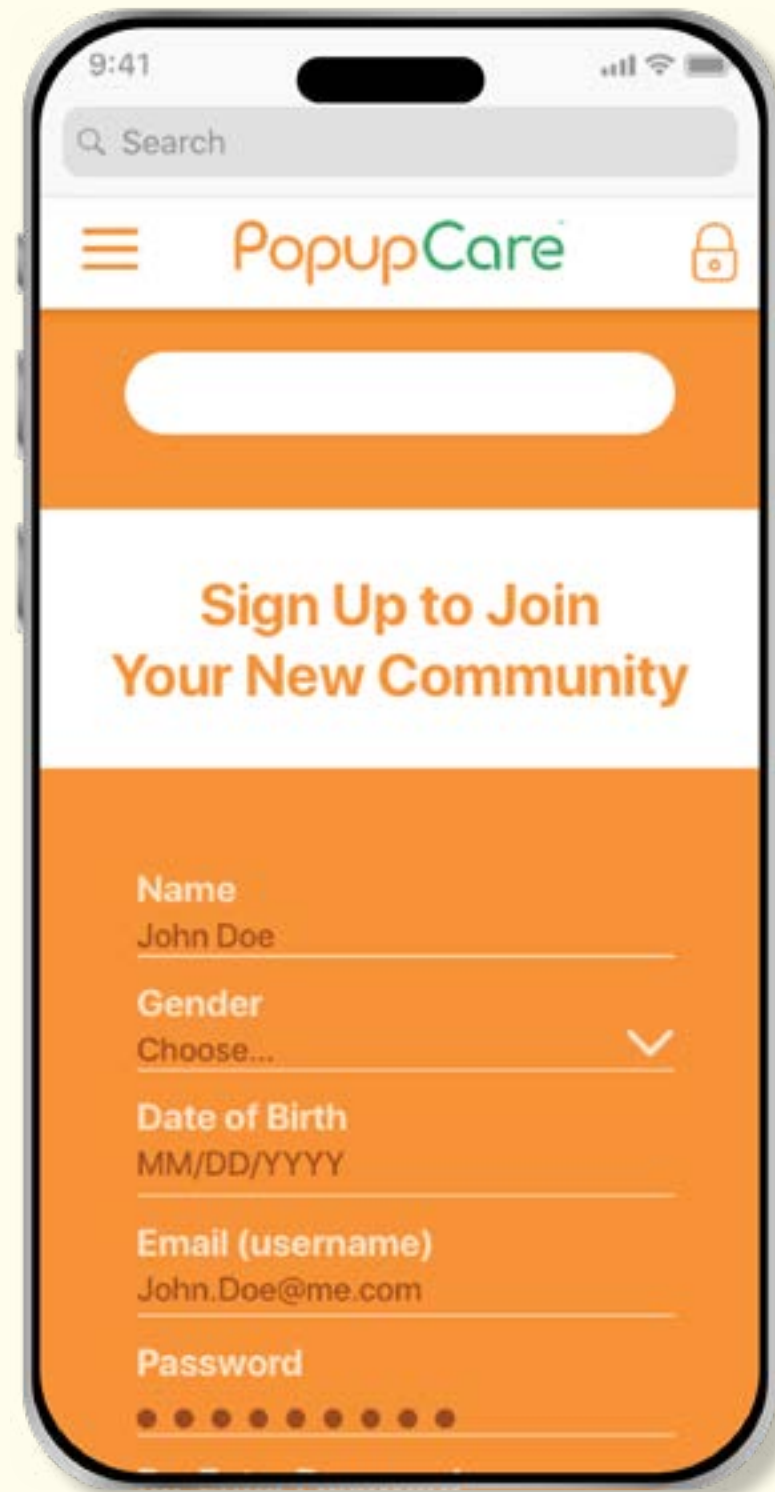 9:41
Search
PopupCare
Sign Up to Join
Your New Community
Name
John Doe
Gender
Choose...
Date of Birth
MM/DD/YYYY
Email (username)
John.Doe@me.com
Password